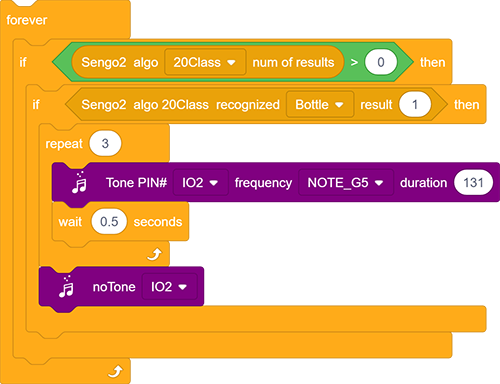 forever
if Sengo2 algo 20Class num of results > 0 then
if Sengo2 algo 20Class recognized Bottle result 1 then
repeat 3
Tone PIN# IO2 frequency NOTE_G5 duration 131
wait 0.5 seconds
noTone IO2